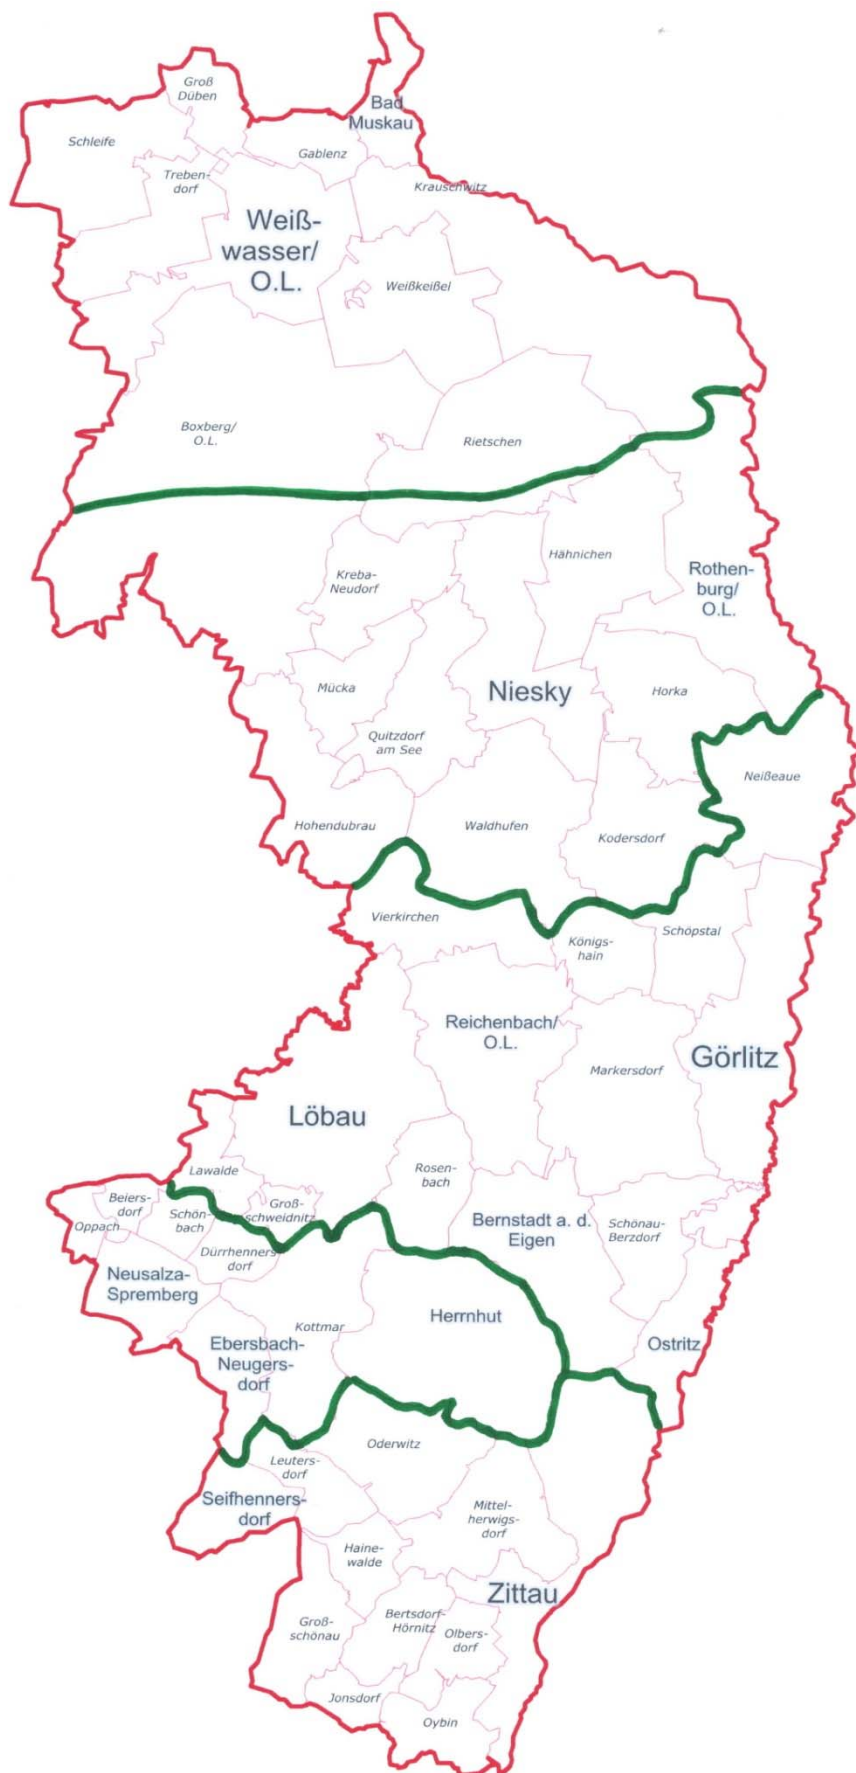 Groß
Düben
Bad
Muskau
Schleife
Gablenz
Treben-
dorf
Krauschwitz
Weiß-
wasser/
O.L.
Weißkeißel
Boxberg/
O.L.
Rietschen
Hähnichen
Kreba-
Neudorf
Rothen-
burg/
O.L.
Mücka
Niesky
Horka
Quitzdorf
am See
Neißeaue
Hohendubrau
Waldhufen
Kodersdorf
Vierkirchen
Königs-
hain
Schöpstal
Reichenbach/
O.L.
Görlitz
Markersdorf
Löbau
Lawalde
Rosen-
bach
Beiers-
dorf
Oppach
Schön-
bach
Groß-
schweidnitz
Bernstadt a. d.
Eigen
Schönau-
Berzdorf
Dürrhenners
dorf
Neusalza-
Spremberg
Kottmar
Herrnhut
Ebersbach-
Neugers-
dorf
Ostritz
Oderwitz
Leuters-
dorf
Seifhenners-
dorf
Mittel-
herwigs-
dorf
Haine-
walde
Zittau
Groß-
schönau
Bertsdorf-
Hörnitz
Olbers-
dorf
Jonsdorf
Oybin